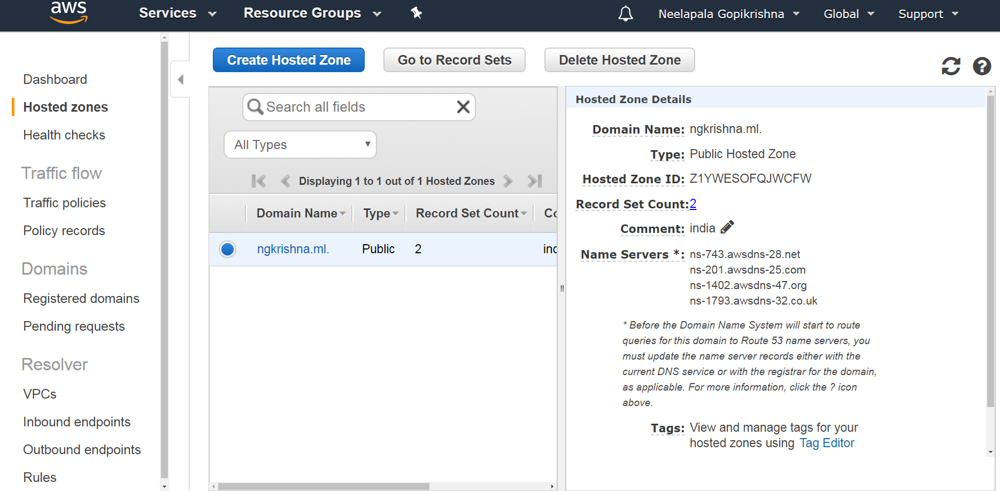 aws
Services
Resource Groups
Neelapala Gopikrishna
Global
Support
Dashboard
Hosted zones
Health checks
Traffic flow
Traffic policies
Policy records
Domains
Registered domains
Pending requests
Resolver
VPCs
Inbound endpoints
Outbound endpoints
Rules
Create Hosted Zone
Go to Record Sets
Delete Hosted Zone
Search all fields
All Types
Displaying 1 to 1 out of 1 Hosted Zones
Domain Name Type Record Set Count Co
ngkrishna.ml. Public 2 inc
Hosted Zone Details
Domain Name: ngkrishna.ml.
Type: Public Hosted Zone
Hosted Zone ID: Z1YWESOFQJWCFW
Record Set Count: 2
Comment: india
Name Servers *: ns-743.awsdns-28.net
ns-201.awsdns-25.com
ns-1402.awsdns-47.org
ns-1793.awsdns-32.co.uk
* Before the Domain Name System will start to route
queries for this domain to Route 53 name servers, you
must update the name server records either with the
current DNS service or with the registrar for the domain,
as applicable. For more information, click the ? icon
above.
Tags: View and manage tags for your
hosted zones using Tag Editor